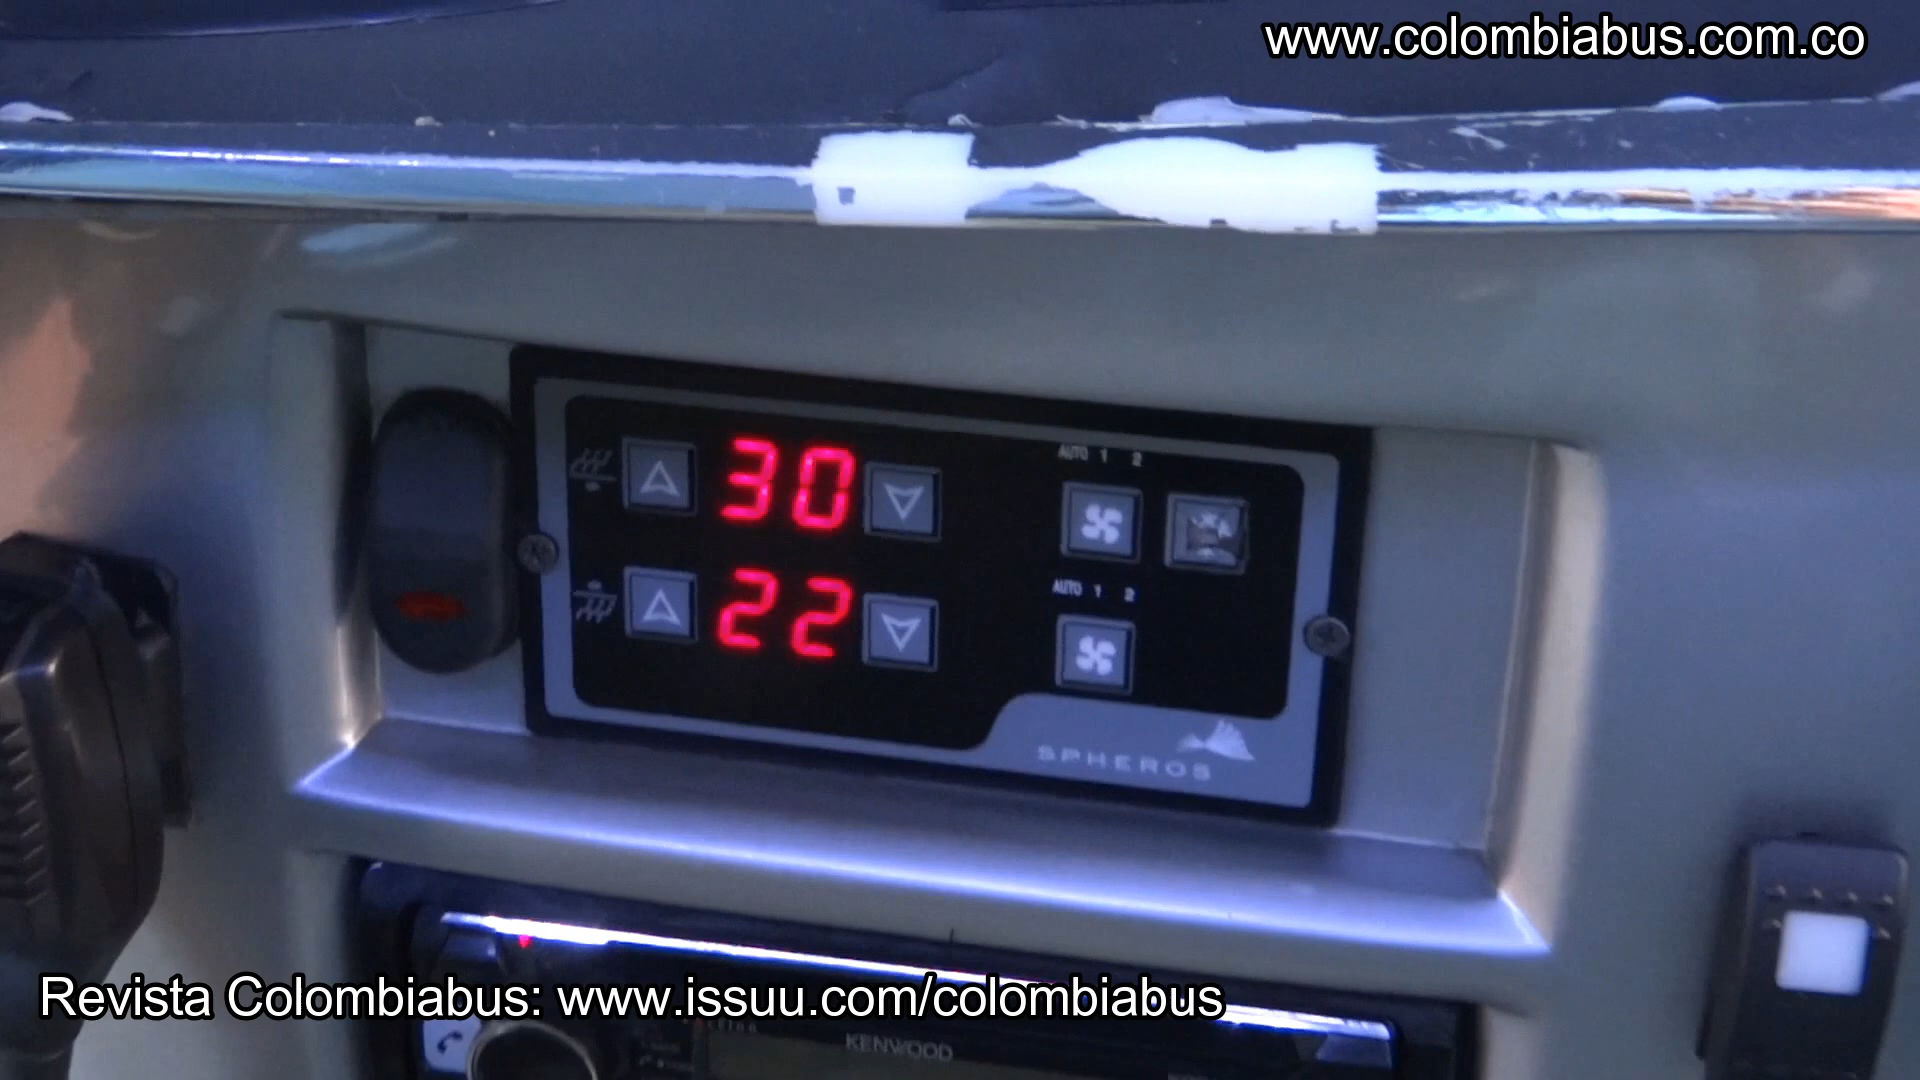 www.colombiabus.com.co
30
AUTO 1 2
22
AUTO 1 2
SPHEROS
Revista Colombiabus: www.issuu.com/colombiabus
KENWOOD